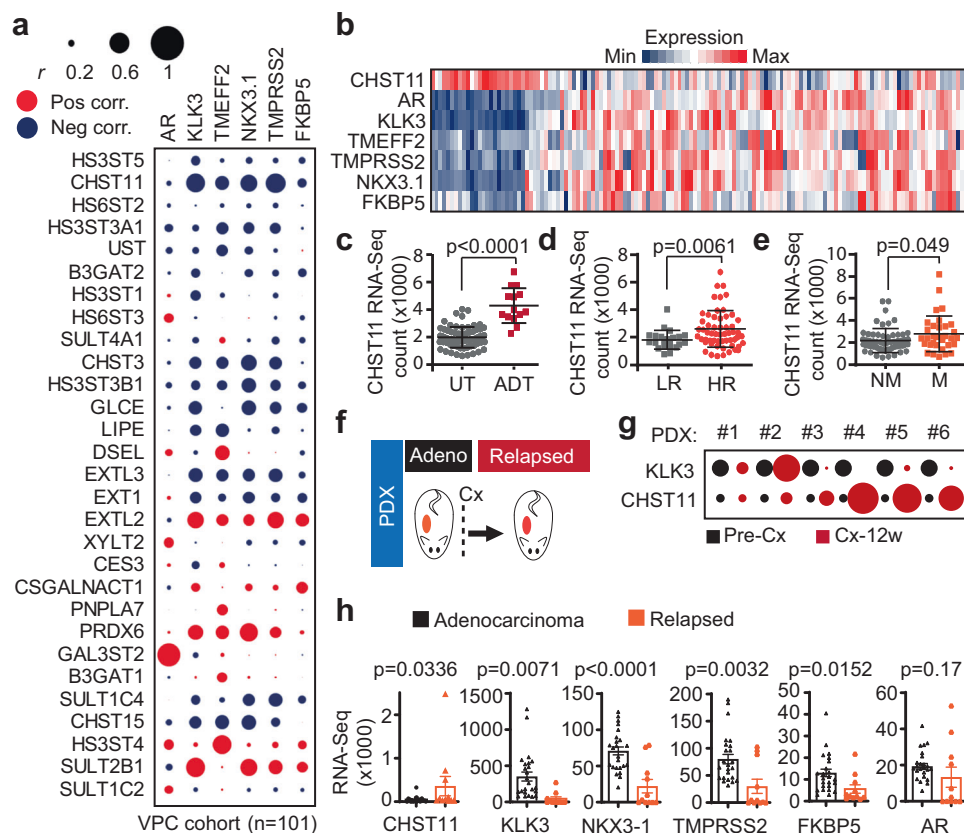 a
r 0.2 0.6 1
Pos corr.
Neg corr.
AR KLK3 TMEFF2 NKX3.1 TMPRSS2 FKBP5
HS3ST5
CHST11
HS6ST2
HS3ST3A1
UST
B3GAT2
HS3ST1
HS6ST3
SULT4A1
CHST3
HS3ST3B1
GLCE
LIPE
DSEL
EXTL3
EXT1
EXTL2
XYLT2
CES3
CSGALNACT1
PNPLA7
PRDX6
GAL3ST2
B3GAT1
SULT1C4
CHST15
HS3ST4
SULT2B1
SULT1C2
VPC cohort (n=101)
b
Expression
Min Max
CHST11
AR
KLK3
TMEFF2
TMPRSS2
NKX3.1
FKBP5
c
p<0.0001
CHST11 RNA-Seq
count (x1000)
8
6
4
2
0
UT ADT
d
p=0.0061
CHST11 RNA-Seq
count (x1000)
8
6
4
2
0
LR HR
e
p=0.049
CHST11 RNA-Seq
count (x1000)
10
8
6
4
2
0
NM M
f
Adeno Relapsed
PDX
Cx
g
PDX: #1 #2 #3 #4 #5 #6
KLK3
CHST11
Pre-Cx Cx-12w
h
Adenocarcinoma Relapsed
p=0.0336 p=0.0071 p<0.0001 p=0.0032 p=0.0152 p=0.17
RNA-Seq
(x1000)
2
1
0
1500
1000
500
0
150
100
50
0
200
150
100
50
0
50
40
30
20
10
0
60
40
20
0
CHST11 KLK3 NKX3-1 TMPRSS2 FKBP5 AR